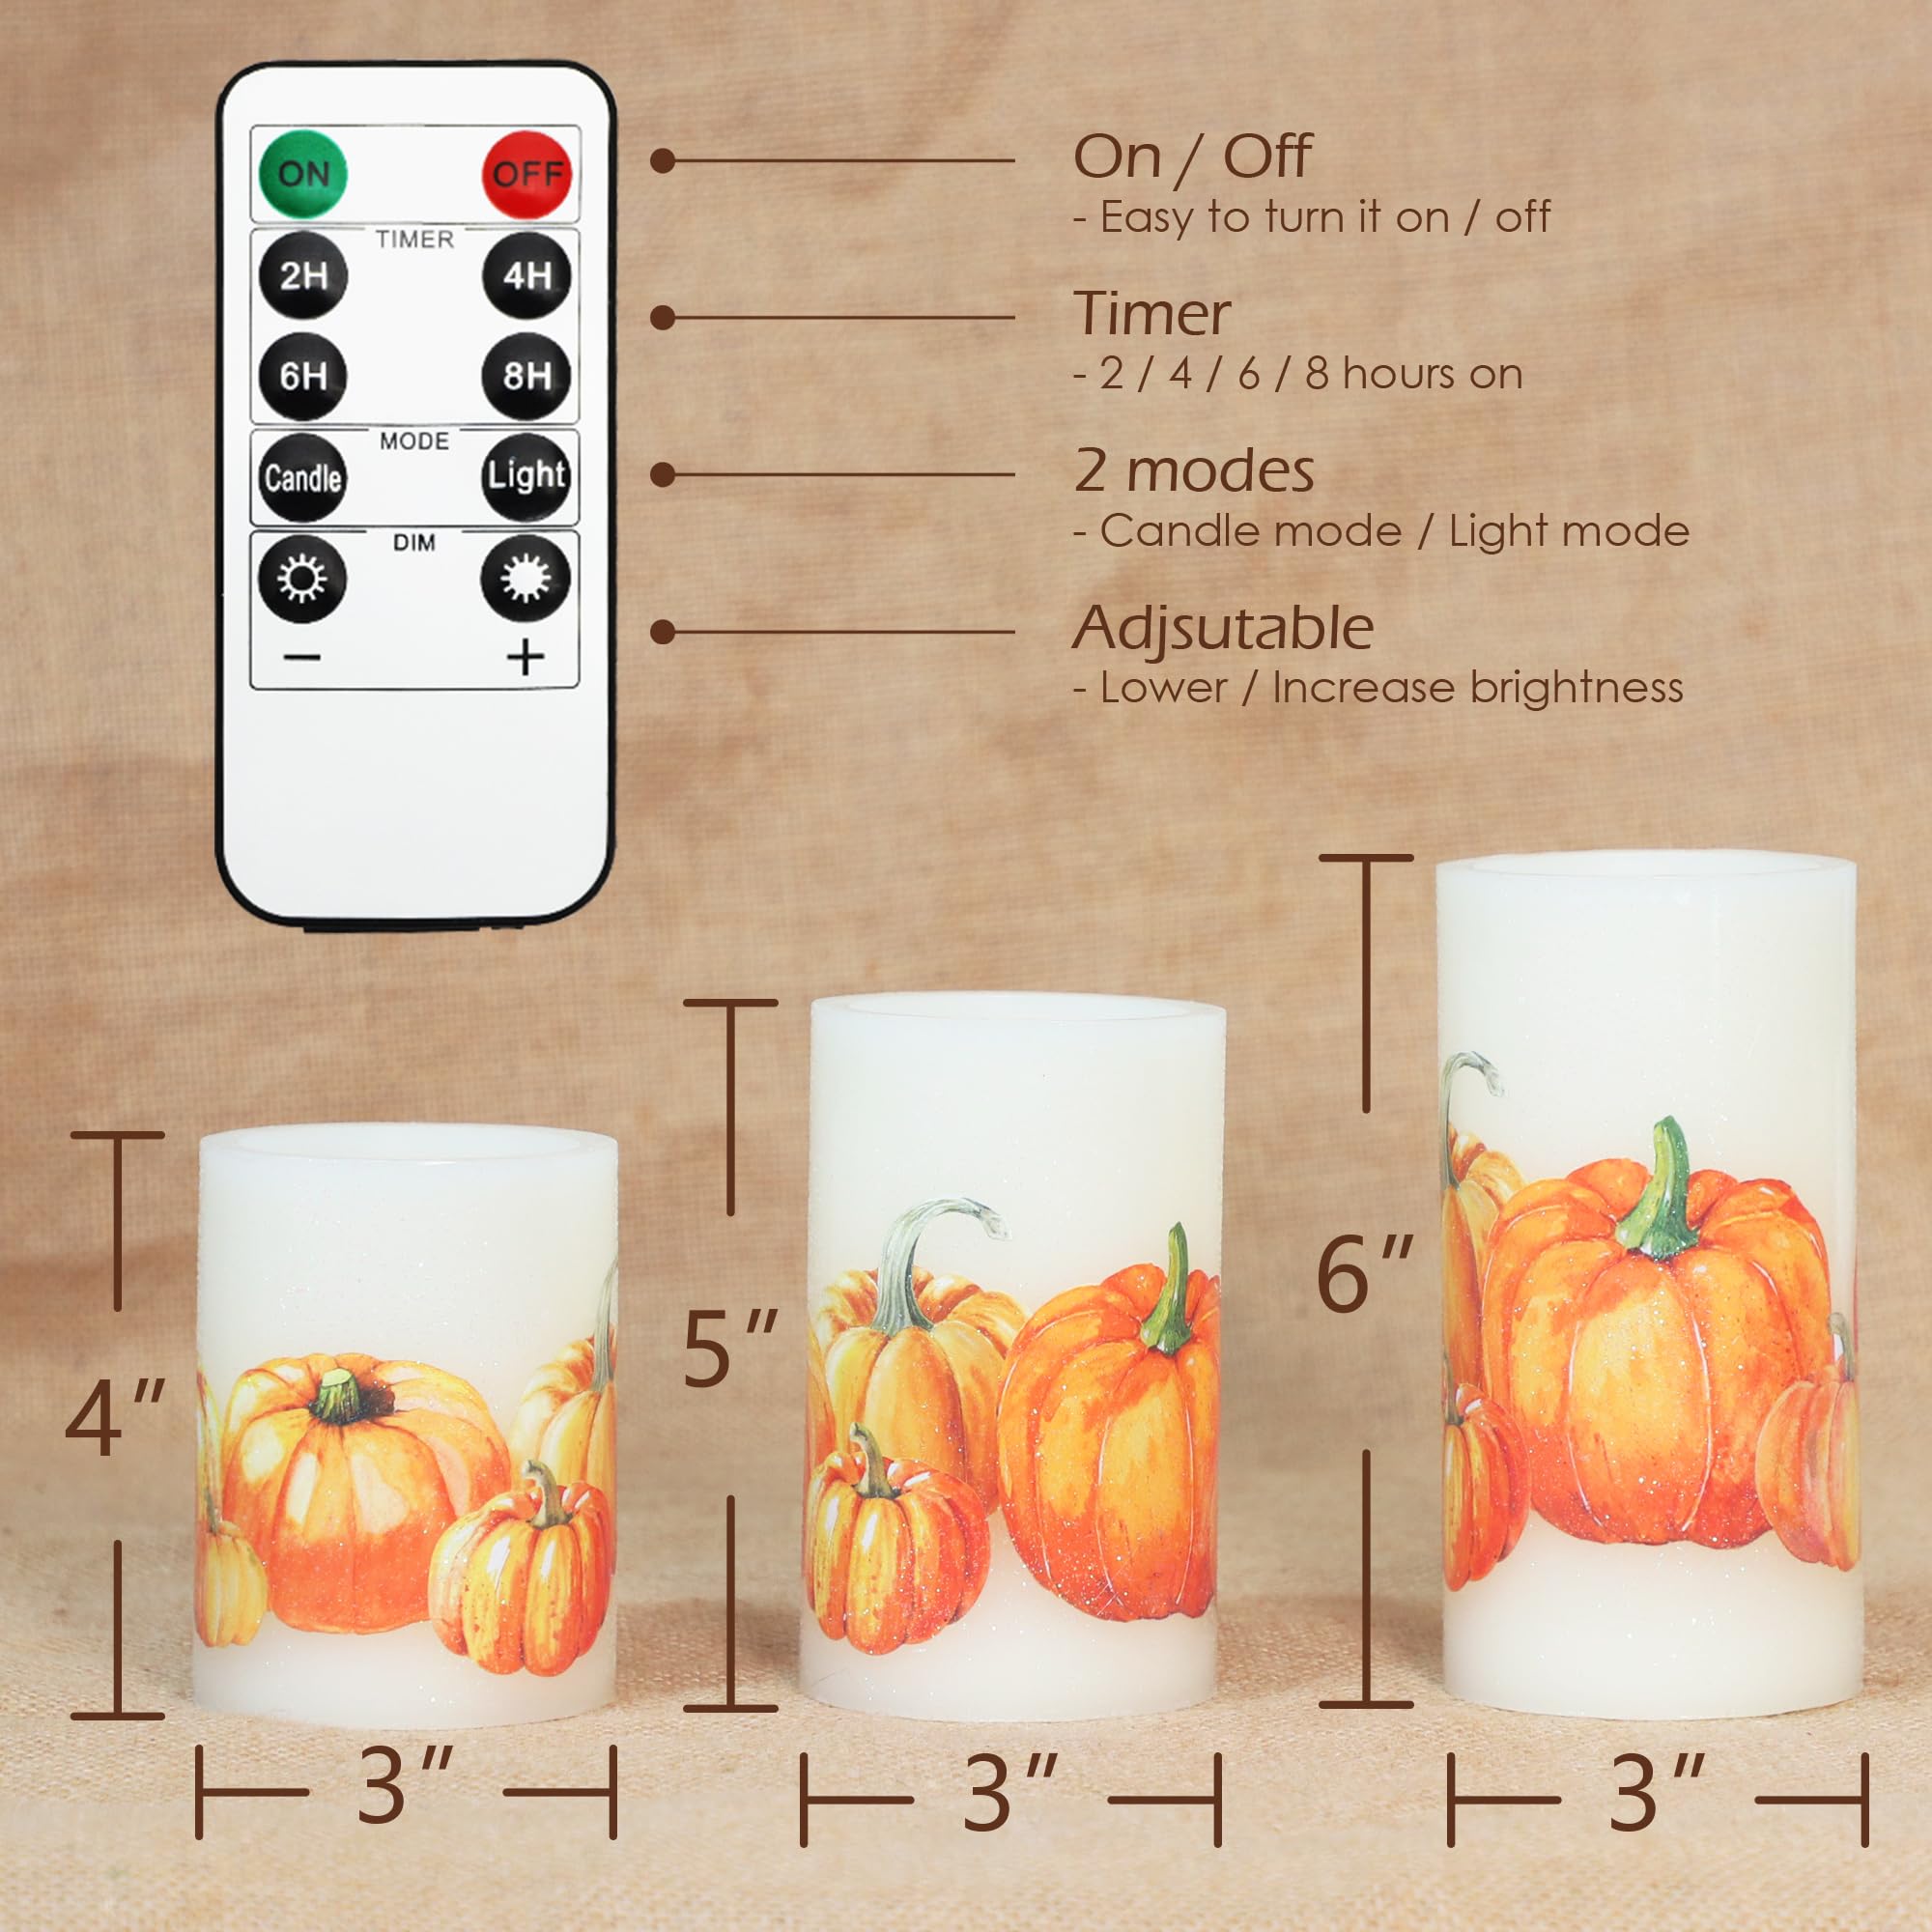 ON OFF
TIMER
2H 4H
6H 8H
MODE
Candle Light
DIM
− +
On / Off
- Easy to turn it on / off
Timer
- 2 / 4 / 6 / 8 hours on
2 modes
- Candle mode / Light mode
Adjsutable
- Lower / Increase brightness
4”
5”
6”
3” 3” 3”